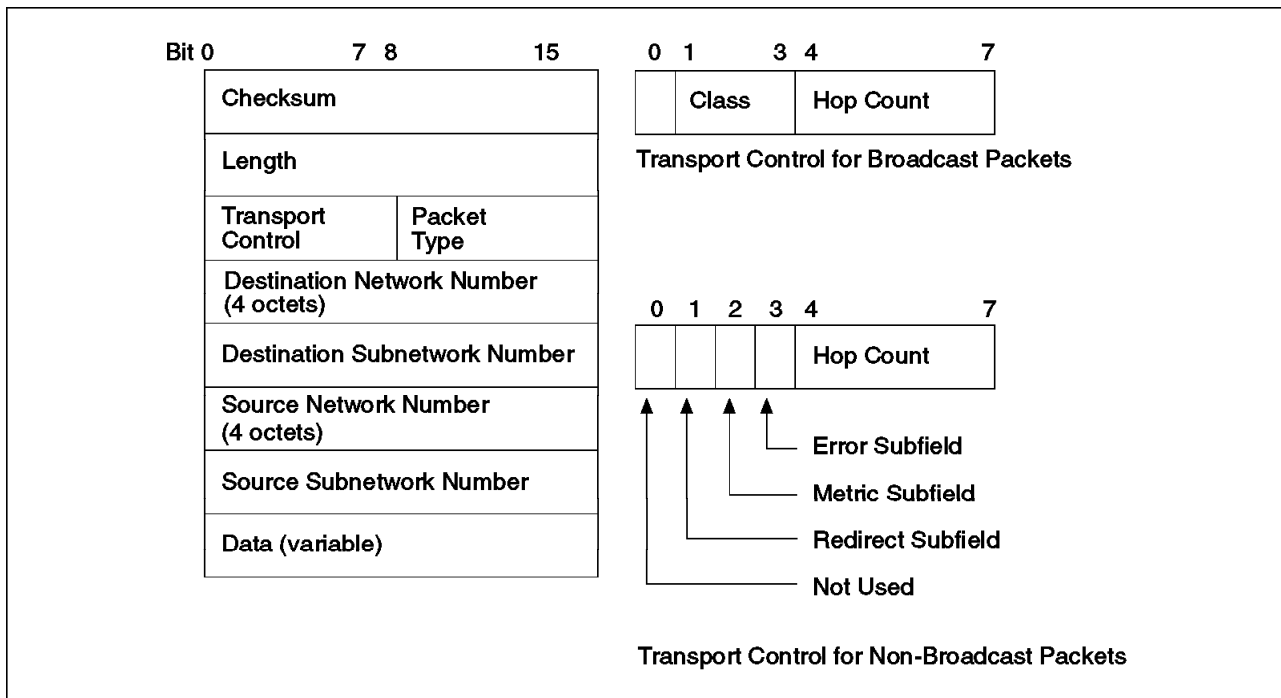 Bit 0 7 8 15
Checksum
Length
Transport
Control
Packet
Type
Destination Network Number
(4 octets)
Destination Subnetwork Number
Source Network Number
(4 octets)
Source Subnetwork Number
Data (variable)
0 1 3 4 7
Class Hop Count
Transport Control for Broadcast Packets
0 1 2 3 4 7
Hop Count
Error Subfield
Metric Subfield
Redirect Subfield
Not Used
Transport Control for Non-Broadcast Packets